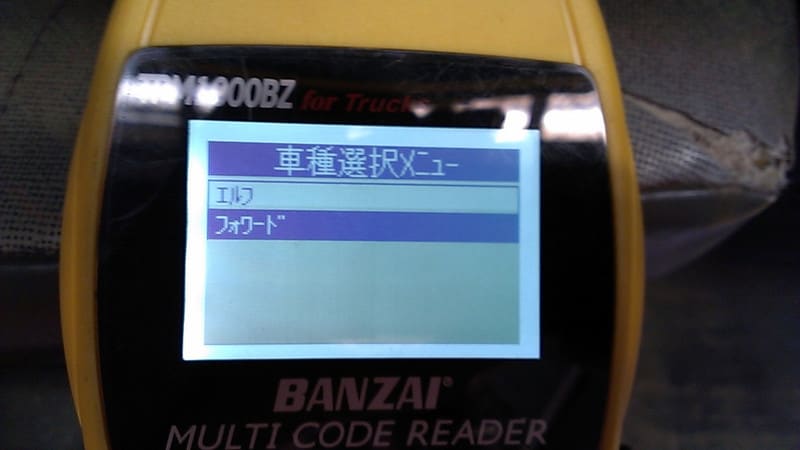 TRM1000BZ for Trucks
車種選択ﾒﾆｭｰ
ｴﾙﾌ
ﾌｫﾜｰﾄﾞ
BANZAI®
MULTI CODE READER